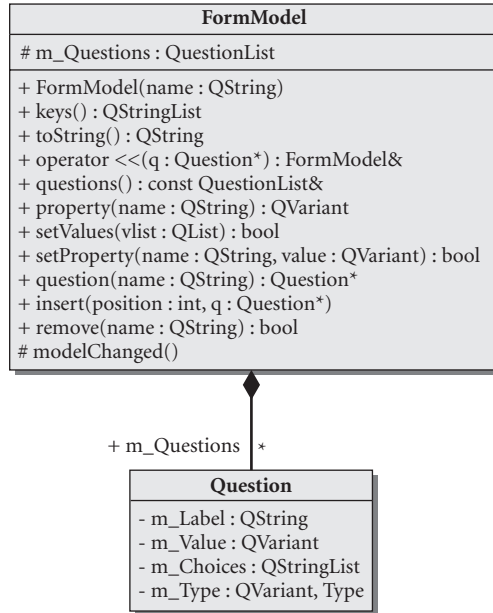 FormModel
# m_Questions : QuestionList
+ FormModel(name : QString)
+ keys() : QStringList
+ toString() : QString
+ operator <<(q : Question*) : FormModel&
+ questions() : const QuestionList&
+ property(name : QString) : QVariant
+ setValues(vlist : QList) : bool
+ setProperty(name : QString, value : QVariant) : bool
+ question(name : QString) : Question*
+ insert(position : int, q : Question*)
+ remove(name : QString) : bool
# modelChanged()
+ m_Questions *
Question
- m_Label : QString
- m_Value : QVariant
- m_Choices : QStringList
- m_Type : QVariant, Type